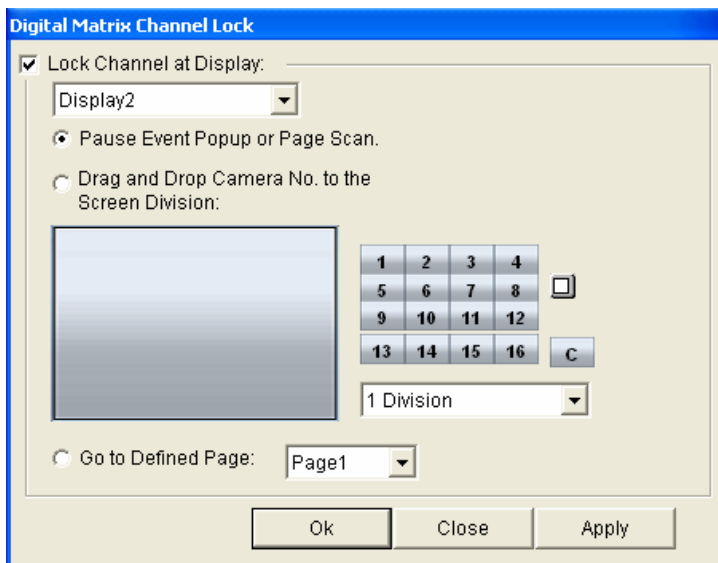 Digital Matrix Channel Lock
Lock Channel at Display:
Display2
Pause Event Popup or Page Scan.
Drag and Drop Camera No. to the
Screen Division:
1 2 3 4
5 6 7 8
9 10 11 12
13 14 15 16 C
1 Division
Go to Defined Page: Page1
Ok Close Apply